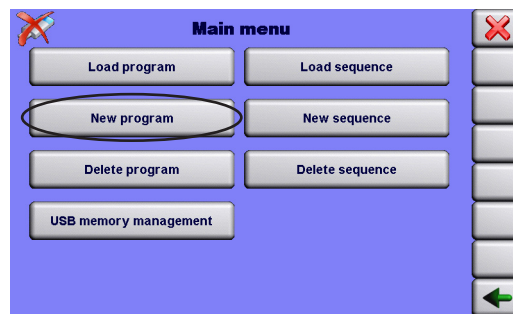 Main menu
Load program
Load sequence
New program
New sequence
Delete program
Delete sequence
USB memory management